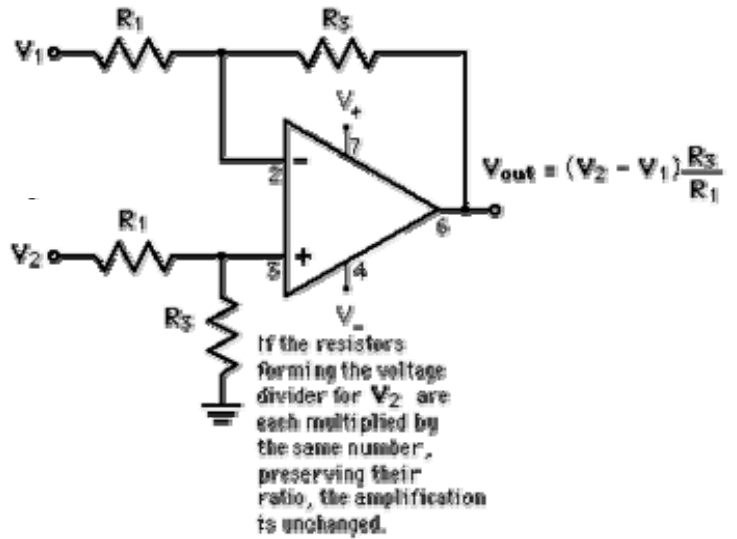 R1
R3
V1
V+
7
2
-
Vout = (V2 - V1) R3/R1
R1
6
V2
3
+
4
R3
V-
If the resistors
forming the voltage
divider for V2 are
each multiplied by
the same number,
preserving their
ratio, the amplification
is unchanged.